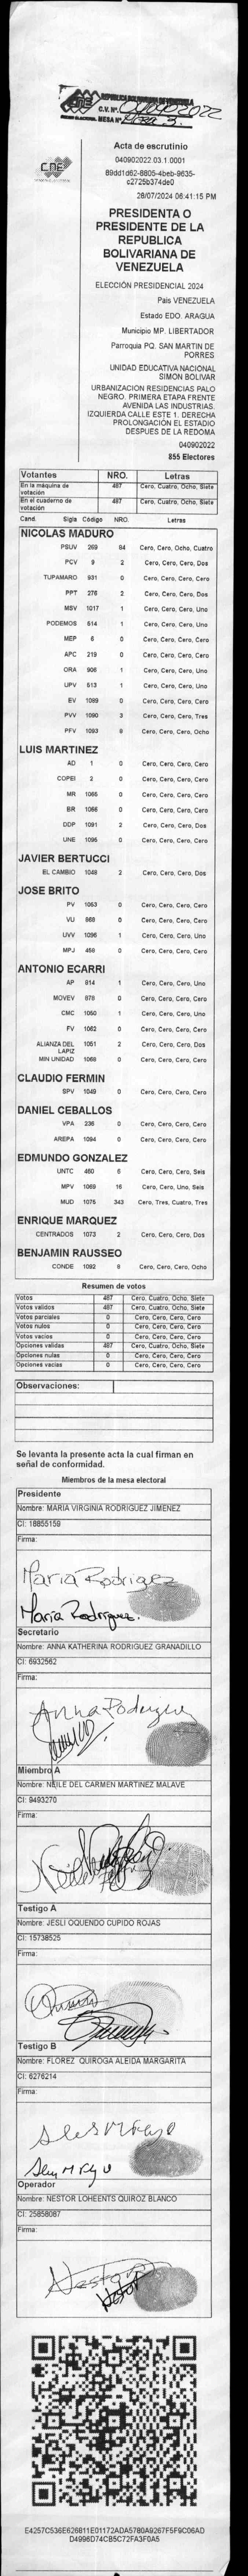 CNE
REPUBLICA BOLIVARIANA DE VENEZUELA
C.V. Nº 040902022
MESA Nº
Acta de escrutinio
040902022.03.1.0001
89dd1d62-8805-4beb-9635-
c2725b374de0
28/07/2024 06:41:15 PM
PRESIDENTA O
PRESIDENTE DE LA
REPUBLICA
BOLIVARIANA DE
VENEZUELA
ELECCIÓN PRESIDENCIAL 2024
Pais VENEZUELA
Estado EDO. ARAGUA
Municipio MP. LIBERTADOR
Parroquia PQ. SAN MARTIN DE
PORRES
UNIDAD EDUCATIVA NACIONAL
SIMON BOLIVAR
URBANIZACION RESIDENCIAS PALO
NEGRO. PRIMERA ETAPA FRENTE
AVENIDA LAS INDUSTRIAS.
IZQUIERDA CALLE ESTE 1. DERECHA
PROLONGACIÓN EL ESTADIO
DESPUES DE LA REDOMA
040902022
855 Electores
Votantes NRO. Letras
En la máquina de votación 487 Cero, Cuatro, Ocho, Siete
En el cuaderno de votación 487 Cero, Cuatro, Ocho, Siete
Cand. Sigla Código NRO. Letras
NICOLAS MADURO
PSUV 269 84 Cero, Cero, Ocho, Cuatro
PCV 9 2 Cero, Cero, Cero, Dos
TUPAMARO 931 0 Cero, Cero, Cero, Cero
PPT 276 2 Cero, Cero, Cero, Dos
MSV 1017 1 Cero, Cero, Cero, Uno
PODEMOS 514 1 Cero, Cero, Cero, Uno
MEP 6 0 Cero, Cero, Cero, Cero
APC 219 0 Cero, Cero, Cero, Cero
ORA 906 1 Cero, Cero, Cero, Uno
UPV 513 1 Cero, Cero, Cero, Uno
EV 1089 0 Cero, Cero, Cero, Cero
PVV 1090 3 Cero, Cero, Cero, Tres
PFV 1093 8 Cero, Cero, Cero, Ocho
LUIS MARTINEZ
AD 1 0 Cero, Cero, Cero, Cero
COPEI 2 0 Cero, Cero, Cero, Cero
MR 1065 0 Cero, Cero, Cero, Cero
BR 1066 0 Cero, Cero, Cero, Cero
DDP 1091 2 Cero, Cero, Cero, Dos
UNE 1095 0 Cero, Cero, Cero, Cero
JAVIER BERTUCCI
EL CAMBIO 1048 2 Cero, Cero, Cero, Dos
JOSE BRITO
PV 1053 0 Cero, Cero, Cero, Cero
VU 868 0 Cero, Cero, Cero, Cero
UVV 1096 1 Cero, Cero, Cero, Uno
MPJ 458 0 Cero, Cero, Cero, Cero
ANTONIO ECARRI
AP 814 1 Cero, Cero, Cero, Uno
MOVEV 878 0 Cero, Cero, Cero, Cero
CMC 1050 1 Cero, Cero, Cero, Uno
FV 1062 0 Cero, Cero, Cero, Cero
ALIANZA DEL LAPIZ 1051 2 Cero, Cero, Cero, Dos
MIN UNIDAD 1068 0 Cero, Cero, Cero, Cero
CLAUDIO FERMIN
SPV 1049 0 Cero, Cero, Cero, Cero
DANIEL CEBALLOS
VPA 236 0 Cero, Cero, Cero, Cero
AREPA 1094 0 Cero, Cero, Cero, Cero
EDMUNDO GONZALEZ
UNTC 460 6 Cero, Cero, Cero, Seis
MPV 1069 16 Cero, Cero, Uno, Seis
MUD 1075 343 Cero, Tres, Cuatro, Tres
ENRIQUE MARQUEZ
CENTRADOS 1073 2 Cero, Cero, Cero, Dos
BENJAMIN RAUSSEO
CONDE 1092 8 Cero, Cero, Cero, Ocho
Resumen de votos
Votos 487 Cero, Cuatro, Ocho, Siete
Votos validos 487 Cero, Cuatro, Ocho, Siete
Votos parciales 0 Cero, Cero, Cero, Cero
Votos nulos 0 Cero, Cero, Cero, Cero
Votos vacios 0 Cero, Cero, Cero, Cero
Opciones validas 487 Cero, Cuatro, Ocho, Siete
Opciones nulas 0 Cero, Cero, Cero, Cero
Opciones vacias 0 Cero, Cero, Cero, Cero
Observaciones:
Se levanta la presente acta la cual firman en
señal de conformidad.
Miembros de la mesa electoral
Presidente
Nombre: MARIA VIRGINIA RODRIGUEZ JIMENEZ
CI: 18855159
Firma:
Maria Rodriguez
Maria Rodriguez.
Secretario
Nombre: ANNA KATHERINA RODRIGUEZ GRANADILLO
CI: 6932562
Firma:
Anna Rodriguez
Miembro A
Nombre: NEILE DEL CARMEN MARTINEZ MALAVE
CI: 9493270
Firma:
Testigo A
Nombre: JESLI OQUENDO CUPIDO ROJAS
CI: 15738525
Firma:
Testigo B
Nombre: FLOREZ QUIROGA ALEIDA MARGARITA
CI: 6276214
Firma:
Operador
Nombre: NESTOR LOHEENTS QUIROZ BLANCO
CI: 25858087
Firma:
Nestor
Nestor
E4257C536E626811E01172ADA5780A9267F5F9C06AD
D4996D74CB5C72FA3F0A5